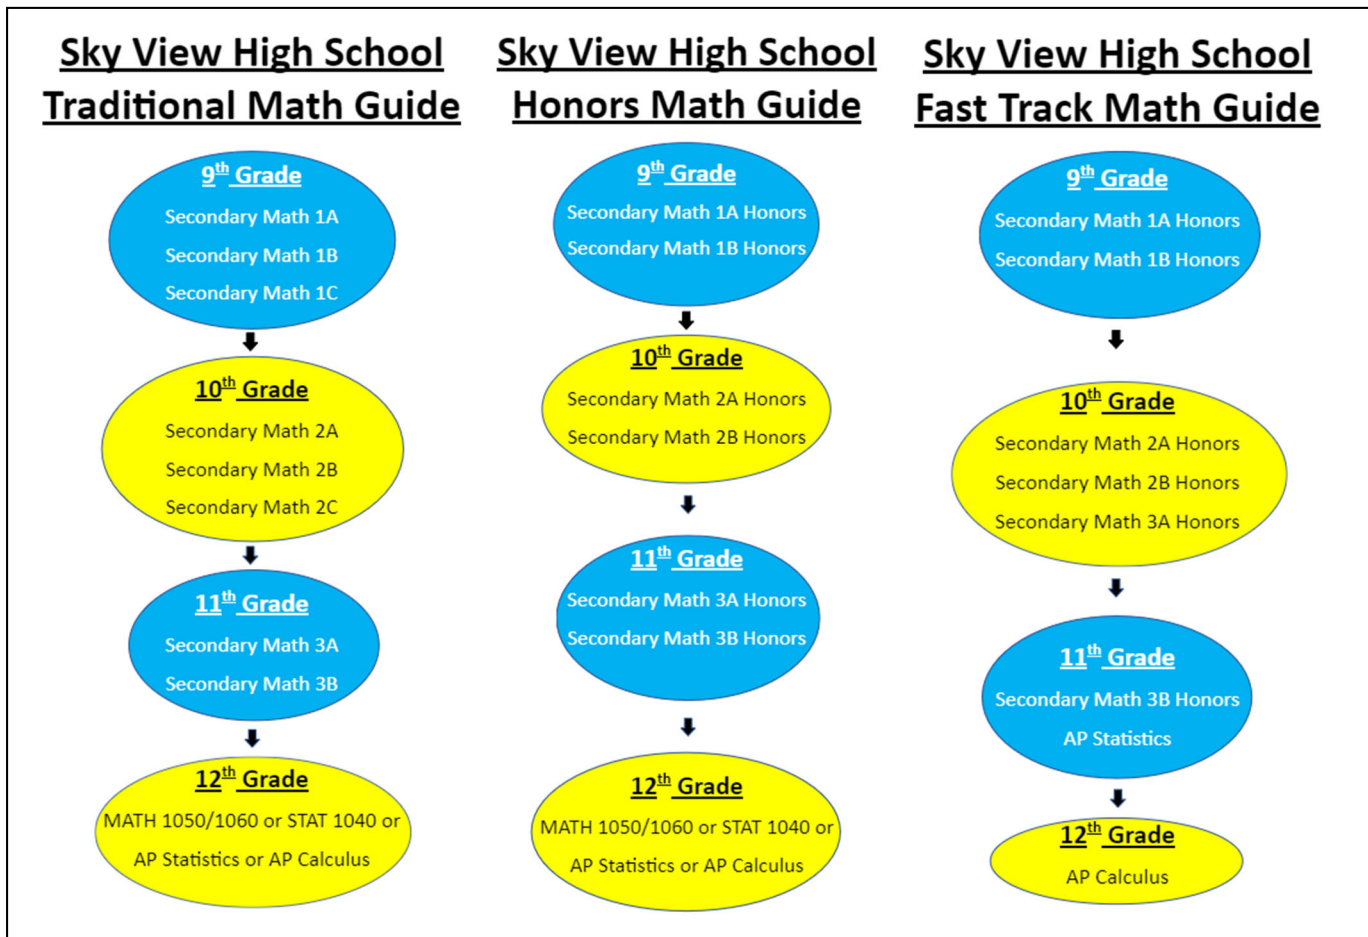 Sky View High School
Traditional Math Guide
9th Grade
Secondary Math 1A
Secondary Math 1B
Secondary Math 1C
10th Grade
Secondary Math 2A
Secondary Math 2B
Secondary Math 2C
11th Grade
Secondary Math 3A
Secondary Math 3B
12th Grade
MATH 1050/1060 or STAT 1040 or
AP Statistics or AP Calculus
Sky View High School
Honors Math Guide
9th Grade
Secondary Math 1A Honors
Secondary Math 1B Honors
10th Grade
Secondary Math 2A Honors
Secondary Math 2B Honors
11th Grade
Secondary Math 3A Honors
Secondary Math 3B Honors
12th Grade
MATH 1050/1060 or STAT 1040 or
AP Statistics or AP Calculus
Sky View High School
Fast Track Math Guide
9th Grade
Secondary Math 1A Honors
Secondary Math 1B Honors
10th Grade
Secondary Math 2A Honors
Secondary Math 2B Honors
Secondary Math 3A Honors
11th Grade
Secondary Math 3B Honors
AP Statistics
12th Grade
AP Calculus